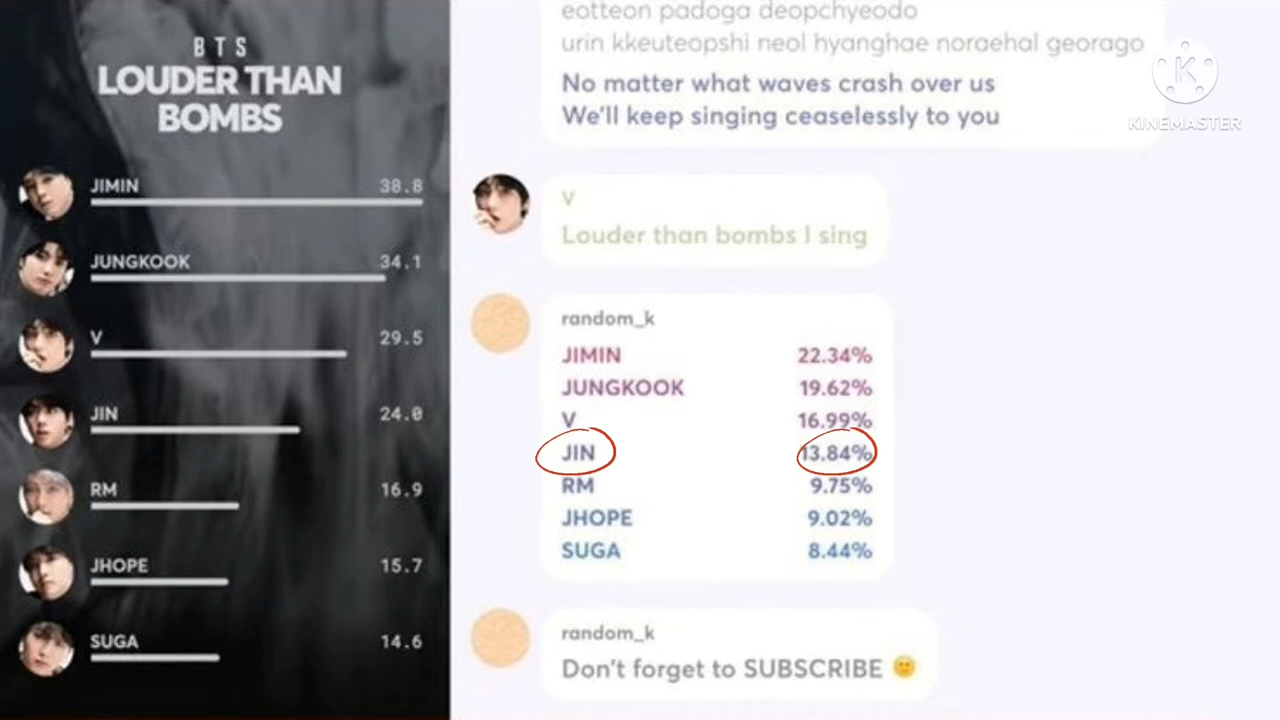 BTS
LOUDER THAN
BOMBS
JIMIN 38.8
JUNGKOOK 34.1
V 29.5
JIN 24.0
RM 16.9
JHOPE 15.7
SUGA 14.6
eotteon padoga deopchyeodo
urin kkeuteopshi neol hyanghae noraehal georago
No matter what waves crash over us
We'll keep singing ceaselessly to you
K
KINEMASTER
V
Louder than bombs I sing
random_k
JIMIN 22.34%
JUNGKOOK 19.62%
V 16.99%
JIN 13.84%
RM 9.75%
JHOPE 9.02%
SUGA 8.44%
random_k
Don't forget to SUBSCRIBE